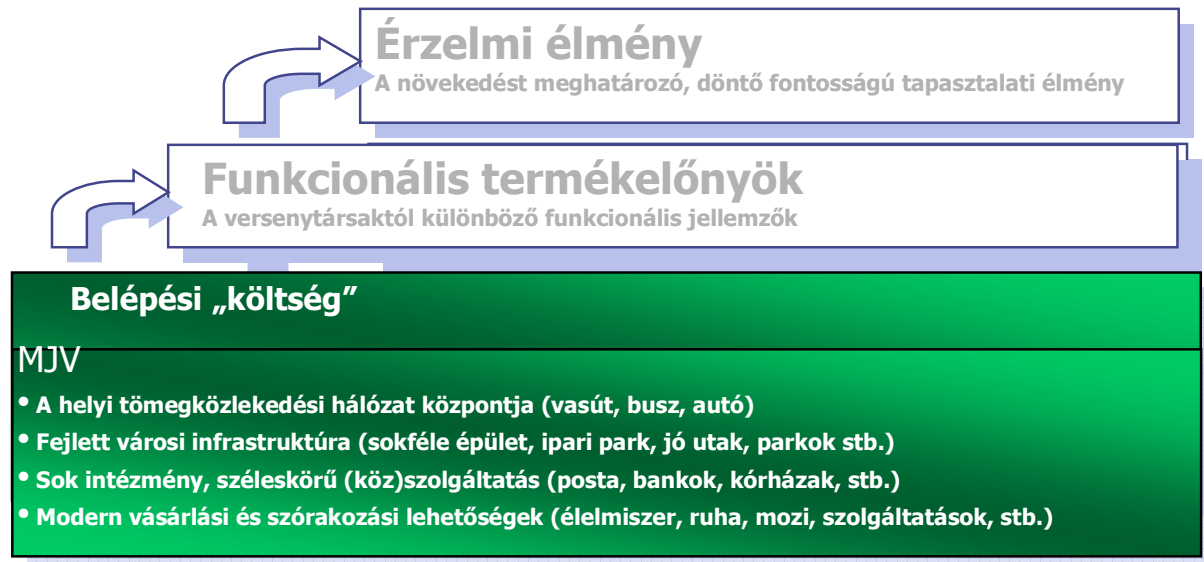 Érzelmi élmény
A növekedést meghatározó, döntő fontosságú tapasztalati élmény
Funkcionális termékelőnyök
A versenytársaktól különböző funkcionális jellemzők
Belépési „költség”
MJV
• A helyi tömegközlekedési hálózat központja (vasút, busz, autó)
• Fejlett városi infrastruktúra (sokféle épület, ipari park, jó utak, parkok stb.)
• Sok intézmény, széleskörű (köz)szolgáltatás (posta, bankok, kórházak, stb.)
• Modern vásárlási és szórakozási lehetőségek (élelmiszer, ruha, mozi, szolgáltatások, stb.)